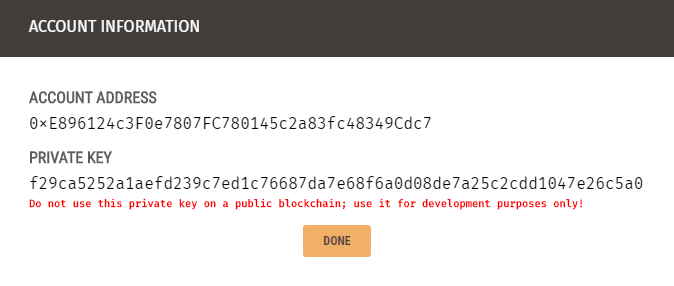 ACCOUNT INFORMATION
ACCOUNT ADDRESS
0×E896124c3F0e7807FC780145c2a83fc48349Cdc7
PRIVATE KEY
f29ca5252a1aefd239c7ed1c76687da7e68f6a0d08de7a25c2cdd1047e26c5a0
Do not use this private key on a public blockchain; use it for development purposes only!
DONE